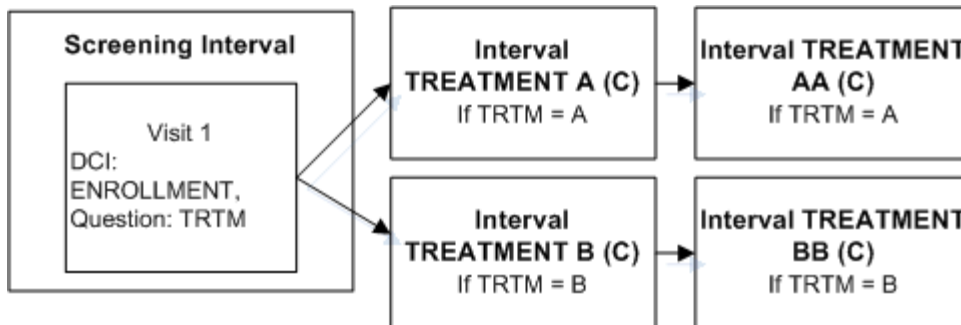 Screening Interval
Visit 1
DCI:
ENROLLMENT,
Question: TRTM
Interval
TREATMENT A (C)
If TRTM = A
Interval TREATMENT
AA (C)
If TRTM = A
Interval
TREATMENT B (C)
If TRTM = B
Interval TREATMENT
BB (C)
If TRTM = B